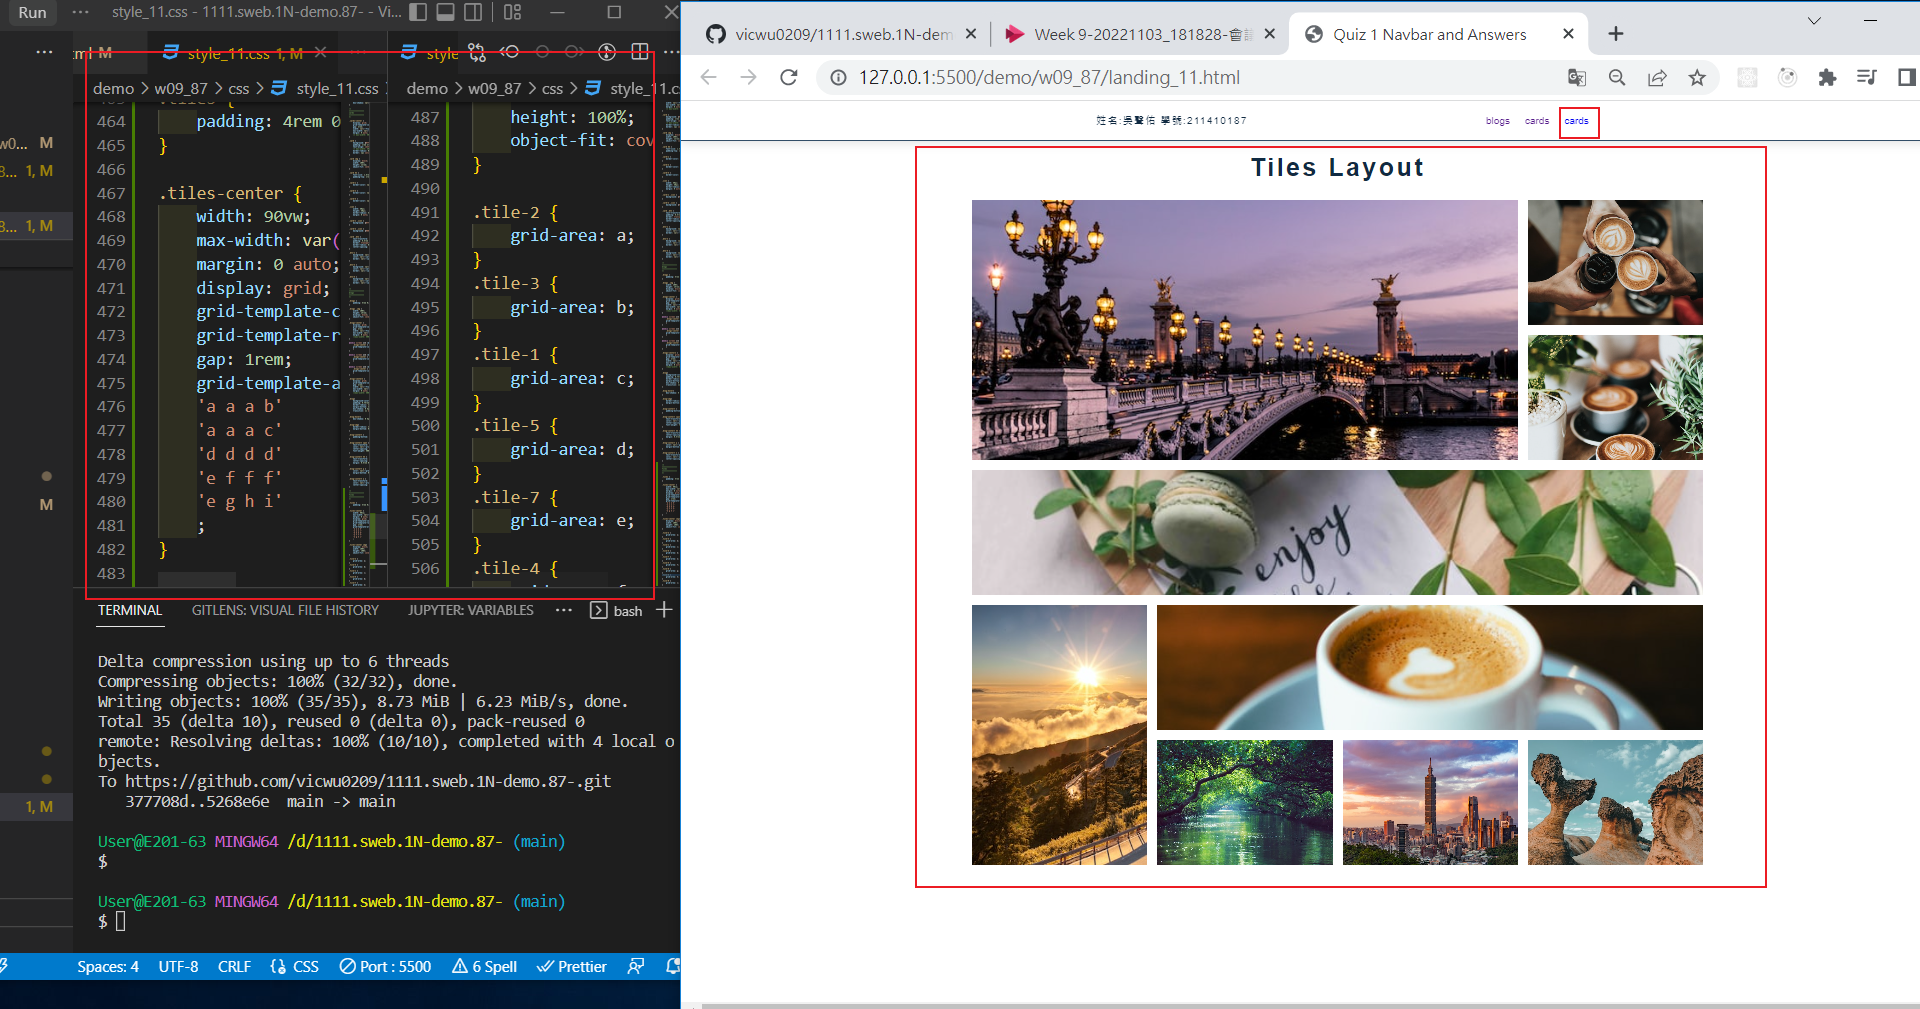 Run ··· style_11.css - 1111.sweb.1N-demo.87- - Vi...
ml M style_11.css 1, M
demo > w09_87 > css > style_11.css
464 padding: 4rem 0
465 }
466
467 .tiles-center {
468 width: 90vw;
469 max-width: var(
470 margin: 0 auto;
471 display: grid;
472 grid-template-c
473 grid-template-r
474 gap: 1rem;
475 grid-template-a
476 'a a a b'
477 'a a a c'
478 'd d d d'
479 'e f f f'
480 'e g h i'
481 ;
482 }
483
style
demo > w09_87 > css > style_11.cs
487 height: 100%;
488 object-fit: cov
489 }
490
491 .tile-2 {
492 grid-area: a;
493 }
494 .tile-3 {
495 grid-area: b;
496 }
497 .tile-1 {
498 grid-area: c;
499 }
500 .tile-5 {
501 grid-area: d;
502 }
503 .tile-7 {
504 grid-area: e;
505 }
506 .tile-4 {
w0... M
8... 1, M
8... 1, M
M
1, M
TERMINAL GITLENS: VISUAL FILE HISTORY JUPYTER: VARIABLES ··· bash
Delta compression using up to 6 threads
Compressing objects: 100% (32/32), done.
Writing objects: 100% (35/35), 8.73 MiB | 6.23 MiB/s, done.
Total 35 (delta 10), reused 0 (delta 0), pack-reused 0
remote: Resolving deltas: 100% (10/10), completed with 4 local o
bjects.
To https://github.com/vicwu0209/1111.sweb.1N-demo.87-.git
377708d..5268e6e main -> main
User@E201-63 MINGW64 /d/1111.sweb.1N-demo.87- (main)
$
User@E201-63 MINGW64 /d/1111.sweb.1N-demo.87- (main)
$
Spaces: 4 UTF-8 CRLF CSS Port : 5500 6 Spell Prettier
vicwu0209/1111.sweb.1N-dem Week 9-20221103_181828-會議 Quiz 1 Navbar and Answers
127.0.0.1:5500/demo/w09_87/landing_11.html
姓名:吳聲佑 學號:211410187 blogs cards cards
Tiles Layout
enjoy